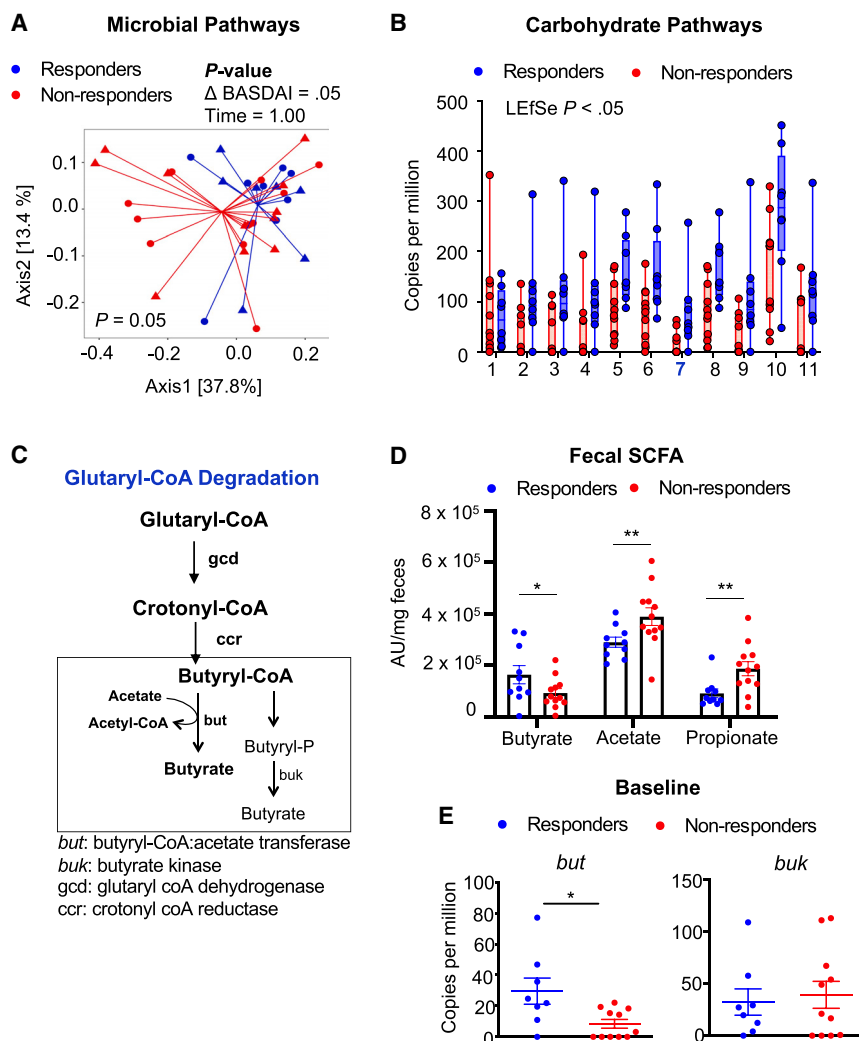 A
Microbial Pathways
Responders
Non-responders
P-value
Δ BASDAI = .05
Time = 1.00
Axis2 [13.4 %]
0.1
0.0
-0.1
-0.2
P = 0.05
-0.4 -0.2 0.0 0.2
Axis1 [37.8%]
B
Carbohydrate Pathways
Responders Non-responders
LEfSe P < .05
Copies per million
500
400
300
200
100
0
1 2 3 4 5 6 7 8 9 10 11
C
Glutaryl-CoA Degradation
Glutaryl-CoA
gcd
Crotonyl-CoA
ccr
Butyryl-CoA
Acetate
Acetyl-CoA
but
Butyrate
Butyryl-P
buk
Butyrate
but: butyryl-CoA:acetate transferase
buk: butyrate kinase
gcd: glutaryl coA dehydrogenase
ccr: crotonyl coA reductase
D
Fecal SCFA
Responders Non-responders
AU/mg feces
8 x 10⁵
6 x 10⁵
4 x 10⁵
2 x 10⁵
0
* ** **
Butyrate Acetate Propionate
E
Baseline
Responders Non-responders
but
Copies per million
100
80
60
40
20
0
*
buk
150
100
50
0